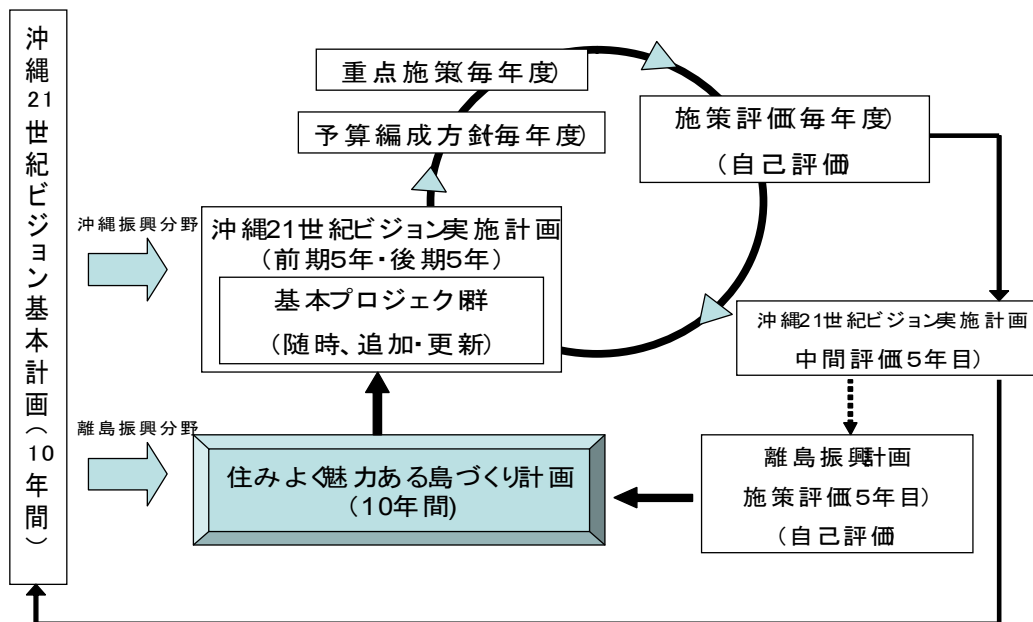 沖縄21世紀ビジョン基本計画(10年間)
重点施策(毎年度)
予算編成方針(毎年度)
施策評価(毎年度)
(自己評価
沖縄振興分野
沖縄21世紀ビジョン実施計画
(前期5年・後期5年)
基本プロジェクト群
(随時、追加・更新)
沖縄21世紀ビジョン実施計画
中間評価(5年目)
離島振興分野
住みよく魅力ある島づくり計画
(10年間)
離島振興計画
施策評価(5年目)
(自己評価